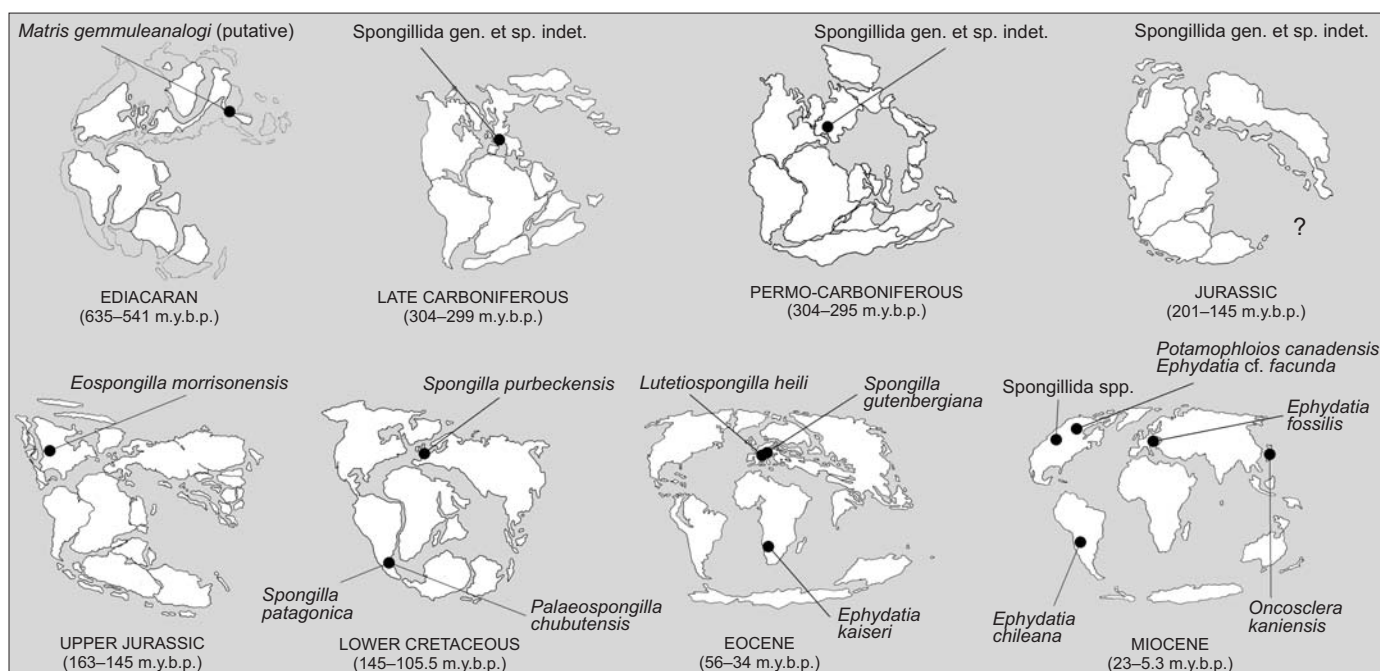 Matris gemmuleanalogi (putative)
EDIACARAN
(635–541 m.y.b.p.)
Spongillida gen. et sp. indet.
LATE CARBONIFEROUS
(304–299 m.y.b.p.)
Spongillida gen. et sp. indet.
PERMO-CARBONIFEROUS
(304–295 m.y.b.p.)
Spongillida gen. et sp. indet.
?
JURASSIC
(201–145 m.y.b.p.)
Eospongilla morrisonensis
UPPER JURASSIC
(163–145 m.y.b.p.)
Spongilla purbeckensis
Spongilla
patagonica
Palaeospongilla
chubutensis
LOWER CRETACEOUS
(145–105.5 m.y.b.p.)
Lutetiospongilla heili
Spongilla
gutenbergiana
Ephydatia
kaiseri
EOCENE
(56–34 m.y.b.p.)
Potamophloios canadensis
Ephydatia cf. facunda
Spongillida spp.
Ephydatia
fossilis
Ephydatia
chileana
Oncosclera
kaniensis
MIOCENE
(23–5.3 m.y.b.p.)